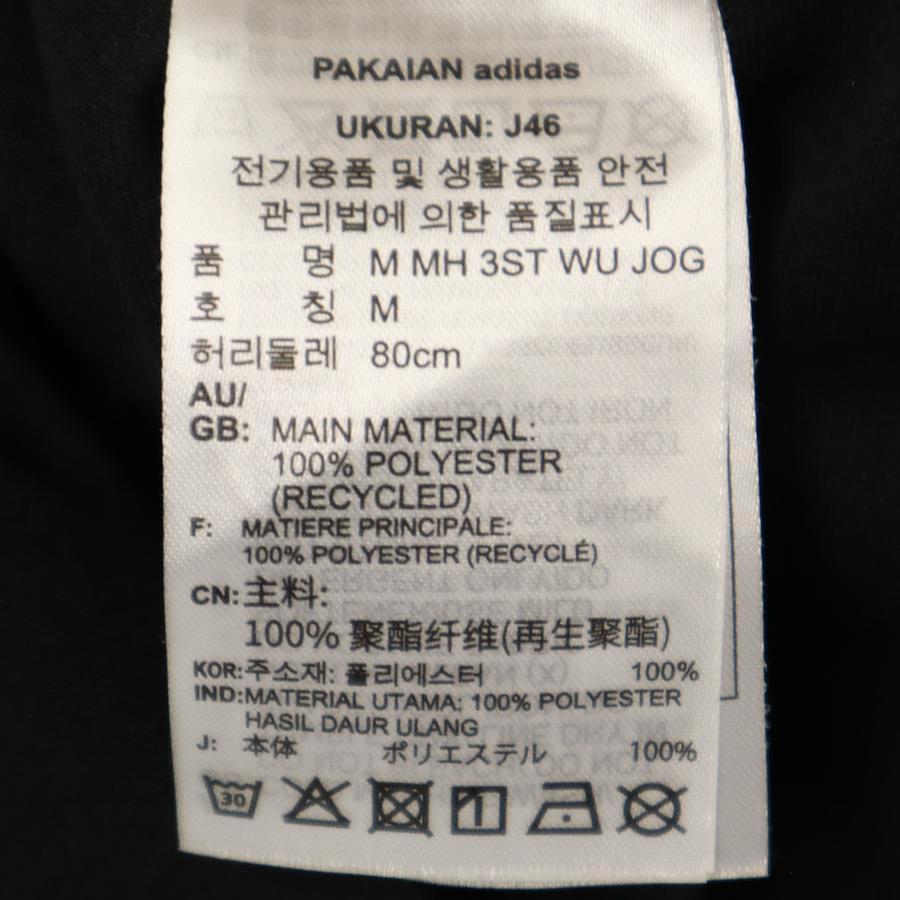 PAKAIAN adidas
UKURAN: J46
전기용품 및 생활용품 안전
관리법에 의한 품질표시
품 명 M MH 3ST WU JOG
호 칭 M
허리둘레 80cm
AU/
GB: MAIN MATERIAL:
100% POLYESTER
(RECYCLED)
F: MATIERE PRINCIPALE:
100% POLYESTER (RECYCLÉ)
CN: 主料:
100% 聚酯纤维(再生聚酯)
KOR: 주소재: 폴리에스터 100%
IND: MATERIAL UTAMA: 100% POLYESTER
HASIL DAUR ULANG
J: 本体 ポリエステル 100%
30